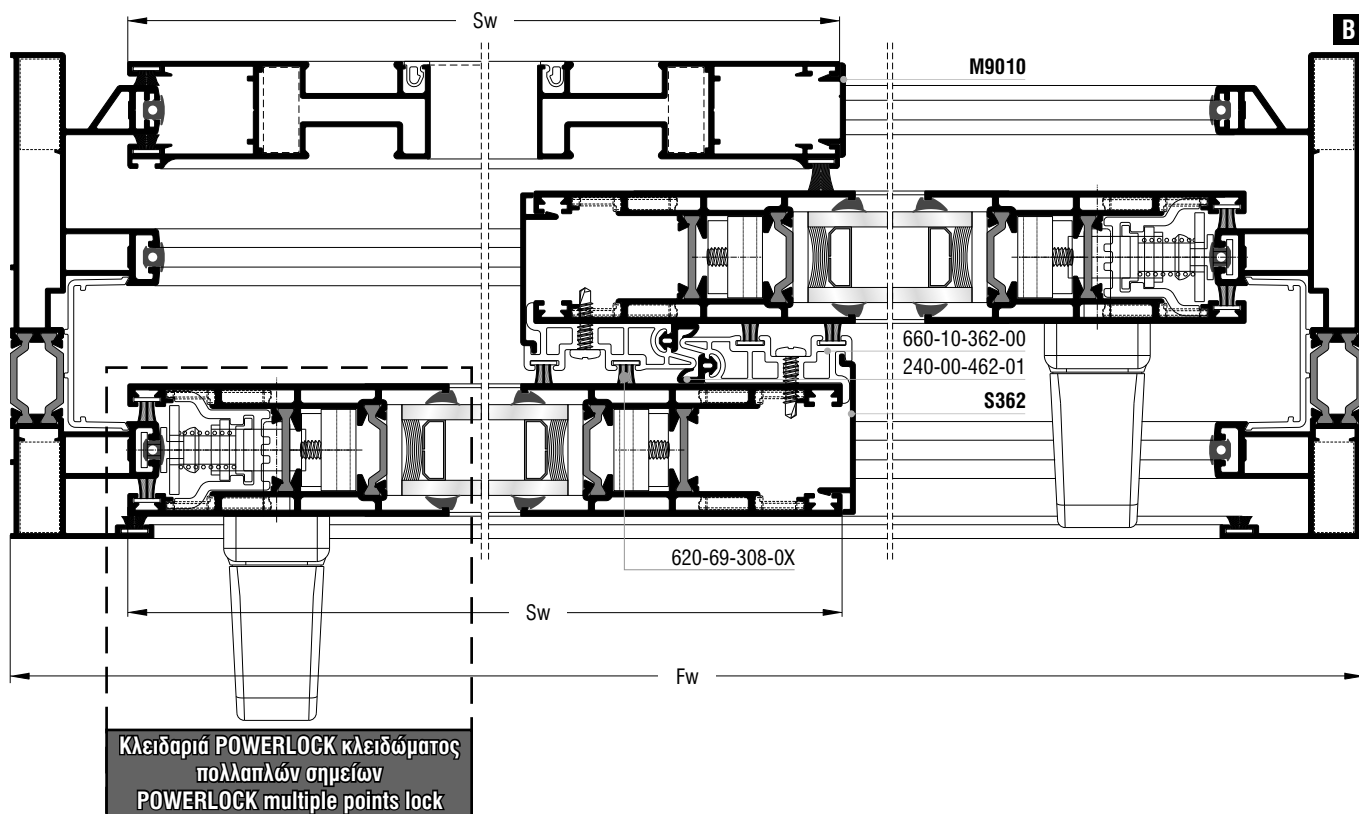 Sw
B
M9010
660-10-362-00
240-00-462-01
S362
620-69-308-0X
Sw
Fw
Κλειδαριά POWERLOCK κλειδώματος
πολλαπλών σημείων
POWERLOCK multiple points lock